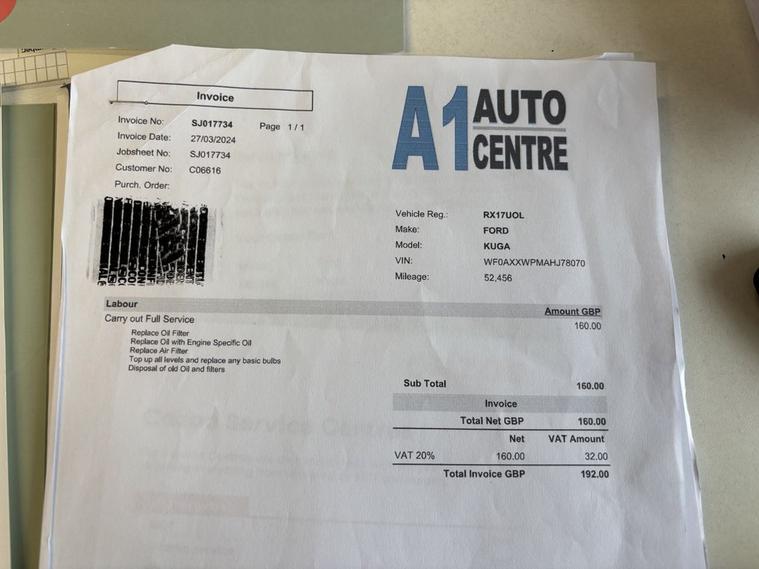 Invoice
Invoice No: SJ017734 Page 1 / 1
Invoice Date: 27/03/2024
Jobsheet No: SJ017734
Customer No: C06616
Purch. Order:
A1 AUTO
CENTRE
Vehicle Reg.: RX17UOL
Make: FORD
Model: KUGA
VIN: WF0AXXWPMAHJ78070
Mileage: 52,456
Labour Amount GBP
Carry out Full Service 160.00
Replace Oil Filter
Replace Oil with Engine Specific Oil
Replace Air Filter
Top up all levels and replace any basic bulbs
Disposal of old Oil and filters
Sub Total 160.00
Invoice
Total Net GBP 160.00
Net VAT Amount
VAT 20% 160.00 32.00
Total Invoice GBP 192.00